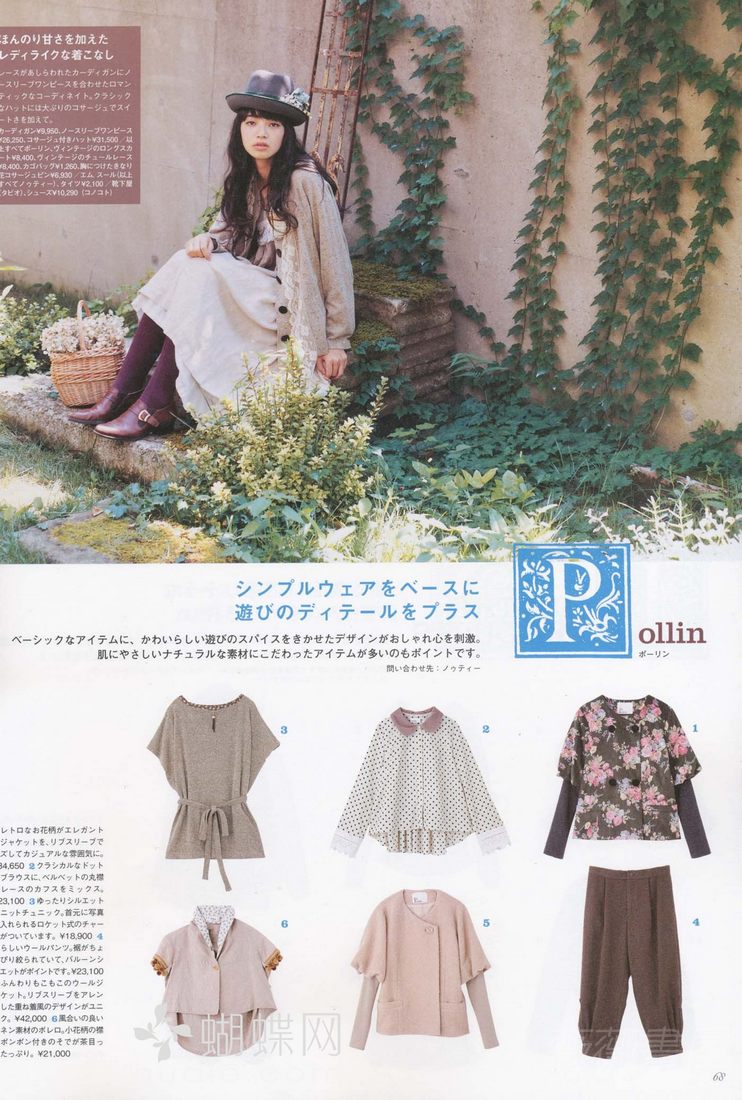 ほんのり甘さを加えた
レディライクな着こなし
レースがあしらわれたカーディガンにノ
ースリーブワンピースを合わせたロマン
ティックなコーディネイト。クラシック
なハットには大ぶりのコサージュでスイ
ートさを加えて。
カーディガン¥9,950、ノースリーブワンピース
¥26,250、コサージュ付きハット¥31,500／以
上すべてポーリン、ヴィンテージのロングスカ
ート¥8,400、ヴィンテージのチュールレース
¥8,400、カゴバッグ¥1,260、胸につけたきなり
花コサージュピン¥6,930／エム、スール(以上
すべてノゥティー)、タイツ¥2,100／靴下屋
(タビオ)、シューズ¥10,290(コノコト)
シンプルウェアをベースに
遊びのディテールをプラス
ベーシックなアイテムに、かわいらしい遊びのスパイスをきかせたデザインがおしゃれ心を刺激。
肌にやさしいナチュラルな素材にこだわったアイテムが多いのもポイントです。
問い合わせ先：ノゥティー
Pollin
ポーリン
3
2
1
6
5
4
レトロなお花柄がエレガント
ジャケットを、リブスリーブで
ズしてカジュアルな雰囲気に。
34,650 2 クラシカルなドット
ブラウスに、ベルベットの丸襟
レースのカフスをミックス。
23,100 3 ゆったりシルエット
ニットチュニック。首元に写真
入れられるロケット式のチャー
がついています。¥18,900 4
らしいウールパンツ。裾がちょ
ぴり絞られていて、バルーンシ
エットがポイントです。¥23,100
ふんわりもこもこのウールジ
ケット。リブスリーブをアレン
した重ね着風のデザインがユニ
ク。¥42,000 6 風合いの良い
ネン素材のボレロ。小花柄の襟
ポンポン付きのそでが茶目っ
たっぷり。¥21,000
蝴蝶网
68